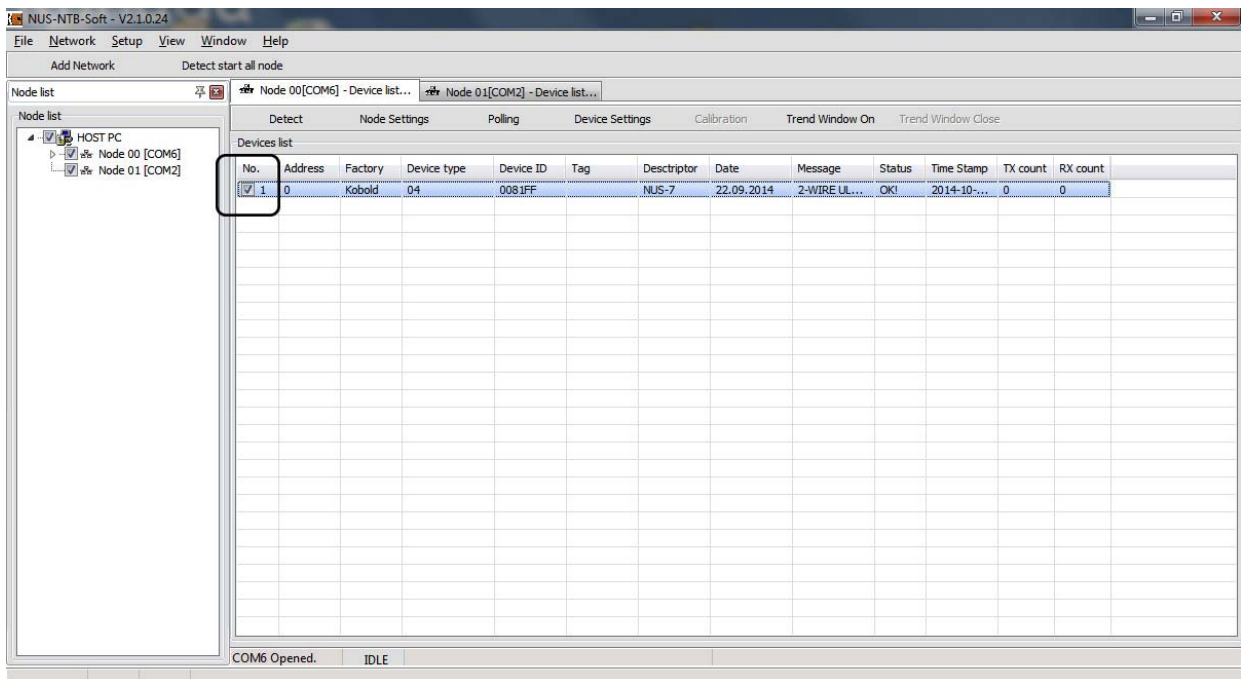 NUS-NTB-Soft - V2.1.0.24
File Network Setup View Window Help
Add Network Detect start all node
Node list
Node list
HOST PC
Node 00 [COM6]
Node 01 [COM2]
Node 00[COM6] - Device list... Node 01[COM2] - Device list...
Detect Node Settings Polling Device Settings Calibration Trend Window On Trend Window Close
Devices list
No. Address Factory Device type Device ID Tag Desctriptor Date Message Status Time Stamp TX count RX count
1 0 Kobold 04 0081FF NUS-7 22.09.2014 2-WIRE UL... OK! 2014-10-... 0 0
COM6 Opened. IDLE